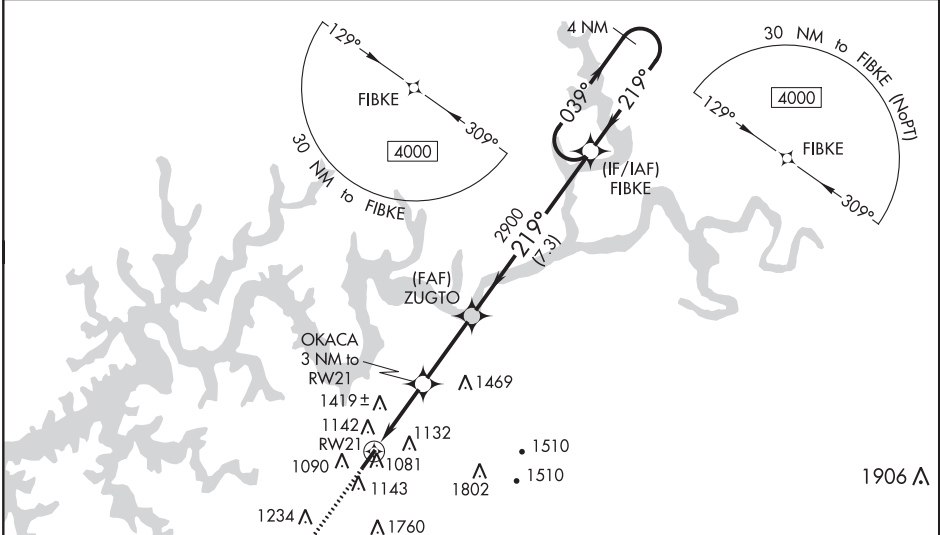 129°
FIBKE
309°
4000
30 NM to FIBKE
4 NM
039°
219°
(IF/IAF)
FIBKE
30 NM to FIBKE (NoPT)
4000
129°
FIBKE
309°
2900
219°
(7.3)
(FAF)
ZUGTO
OKACA
3 NM to
RW21
1469
1419±
1142
1132
RW21
1090
1081
1143
1510
1510
1802
1906
1234
1760